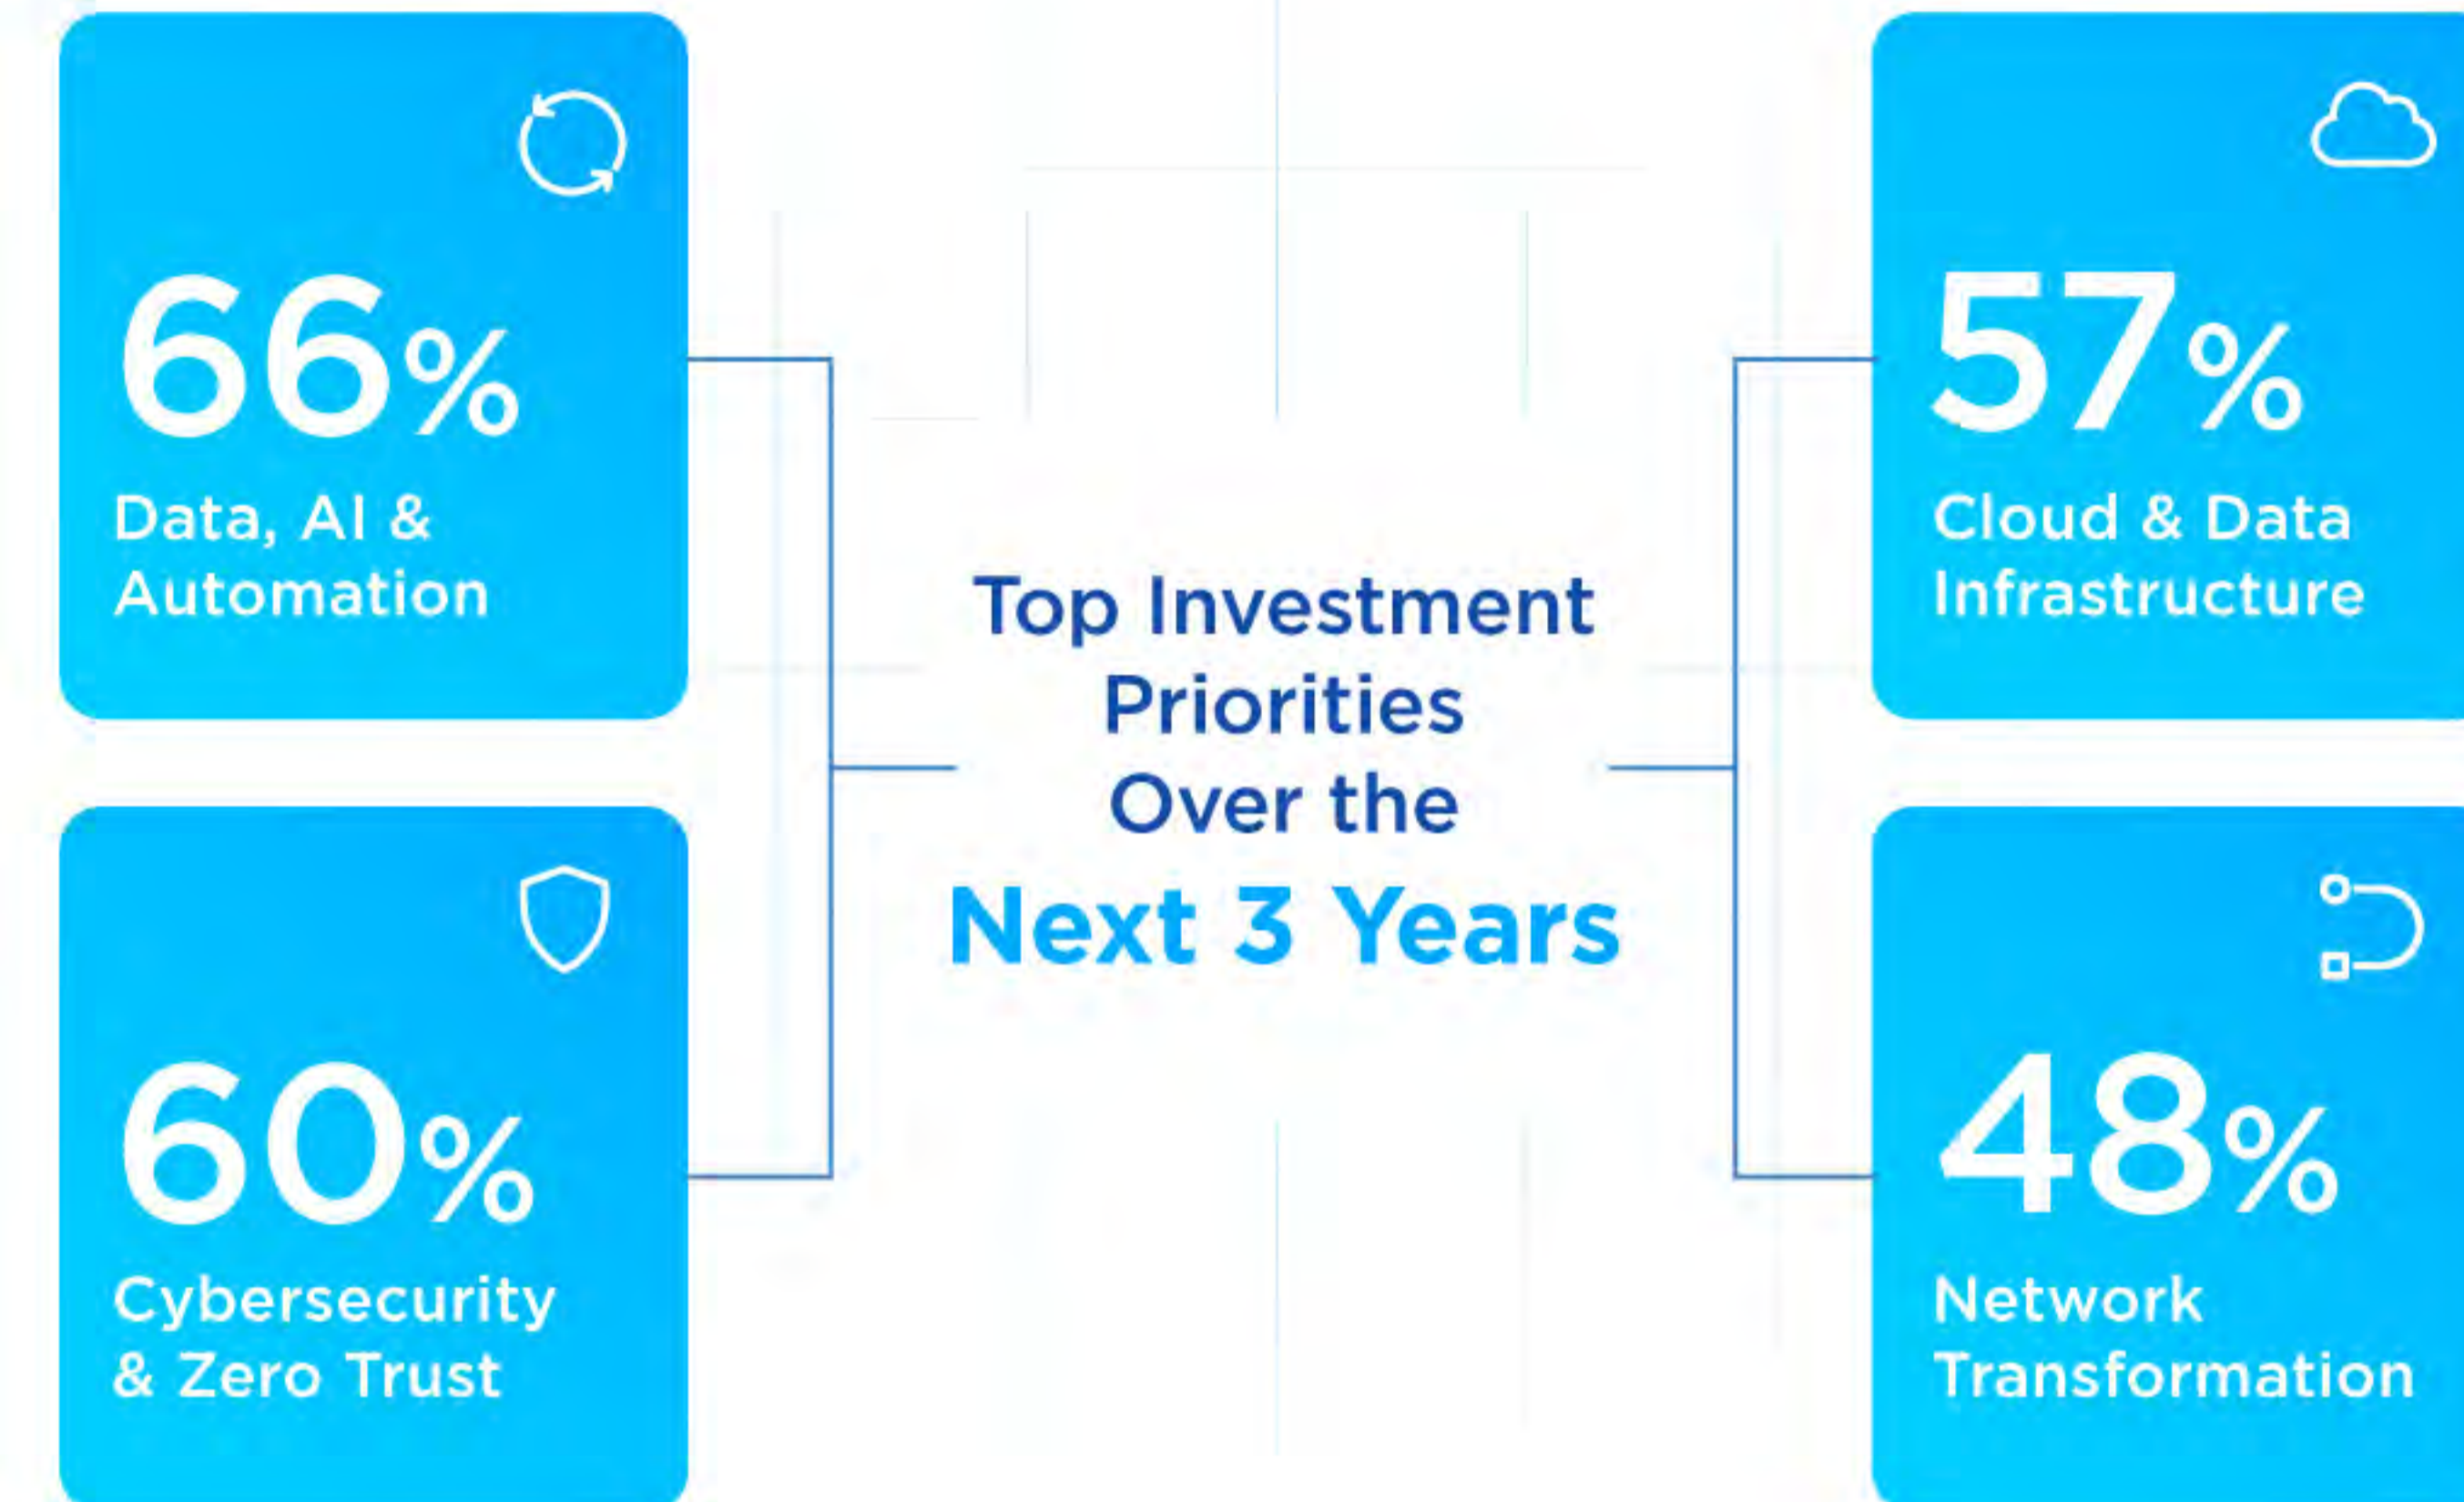 66%
Data, AI &
Automation
60%
Cybersecurity
& Zero Trust
Top Investment
Priorities
Over the
Next 3 Years
57%
Cloud & Data
Infrastructure
48%
Network
Transformation